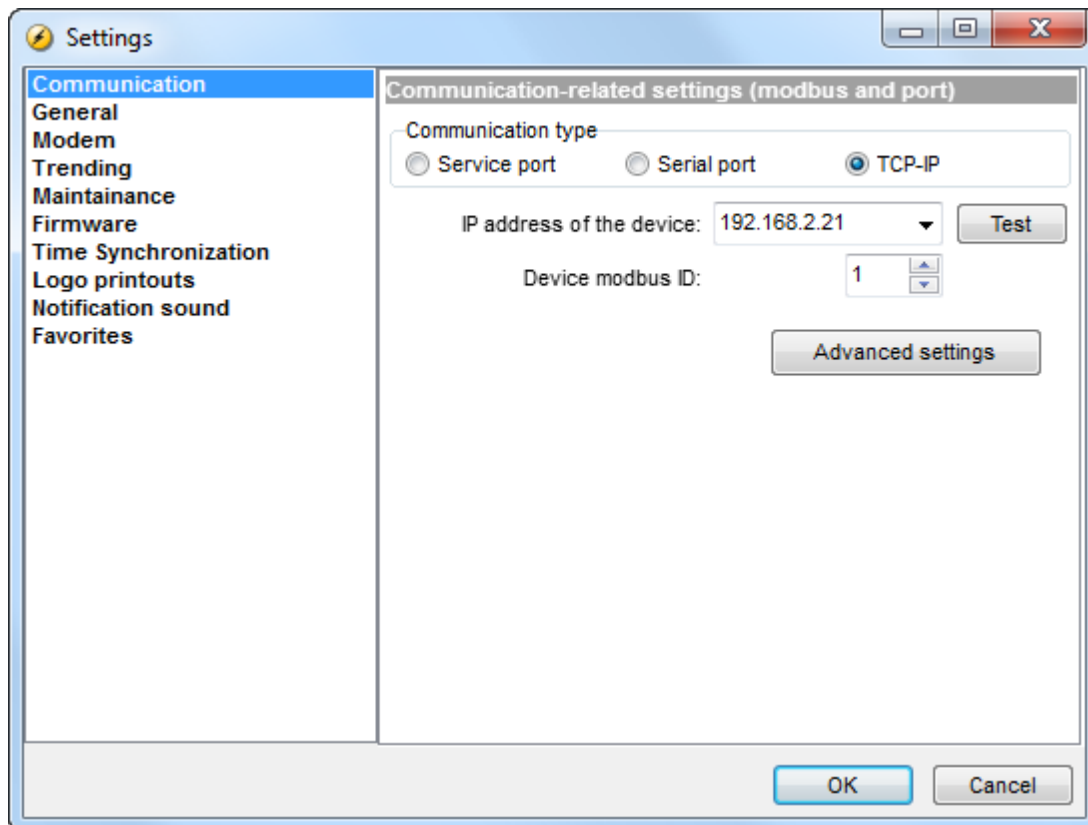 Settings
Communication
General
Modem
Trending
Maintainance
Firmware
Time Synchronization
Logo printouts
Notification sound
Favorites
Communication-related settings (modbus and port)
Communication type
Service port Serial port TCP-IP
IP address of the device: 192.168.2.21 Test
Device modbus ID: 1
Advanced settings
OK Cancel